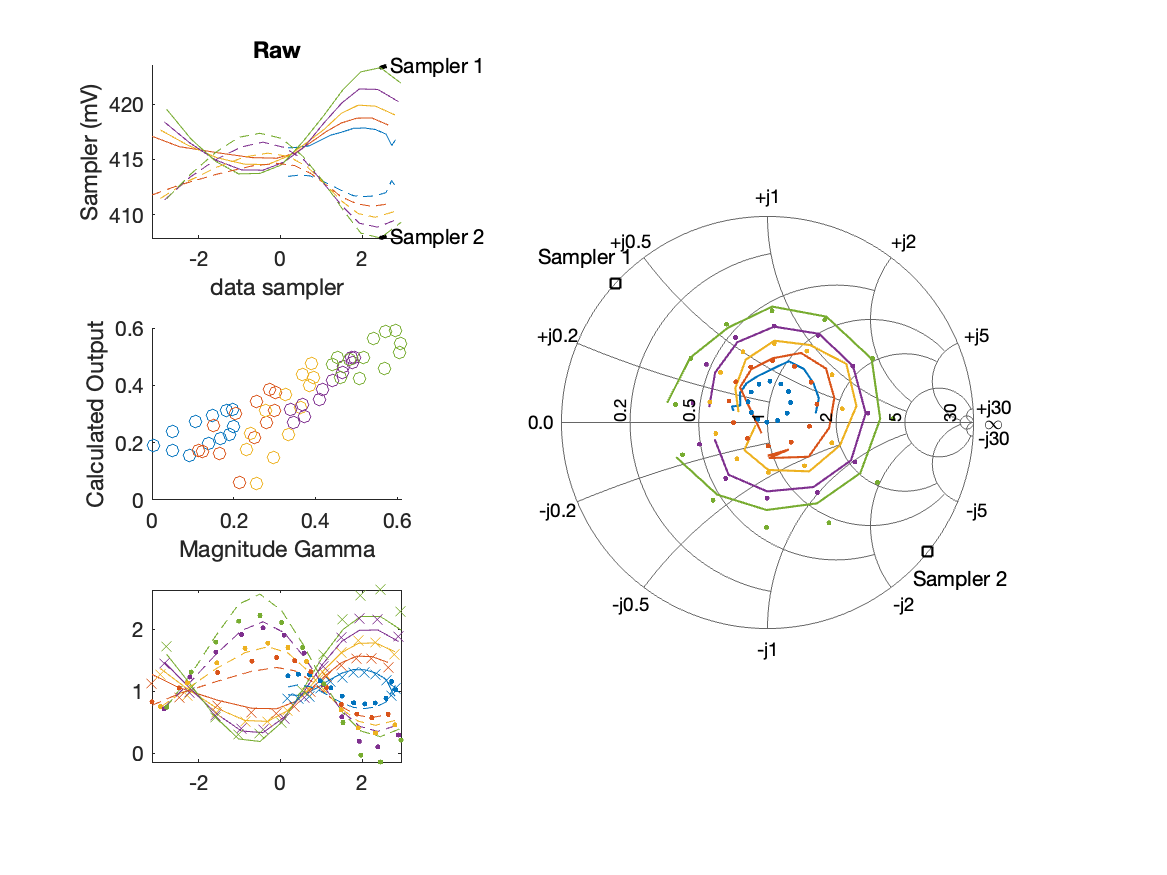 Raw
Sampler 1
Sampler (mV)
420
415
410
Sampler 2
-2 0 2
data sampler
Calculated Output
0.6
0.4
0.2
0
0 0.2 0.4 0.6
Magnitude Gamma
2
1
0
-2 0 2
+j1
+j0.5
+j2
Sampler 1
+j0.2
+j5
0.0
0.2
0.5
1
2
5
30
+j30
∞
-j30
-j0.2
-j5
Sampler 2
-j0.5
-j2
-j1